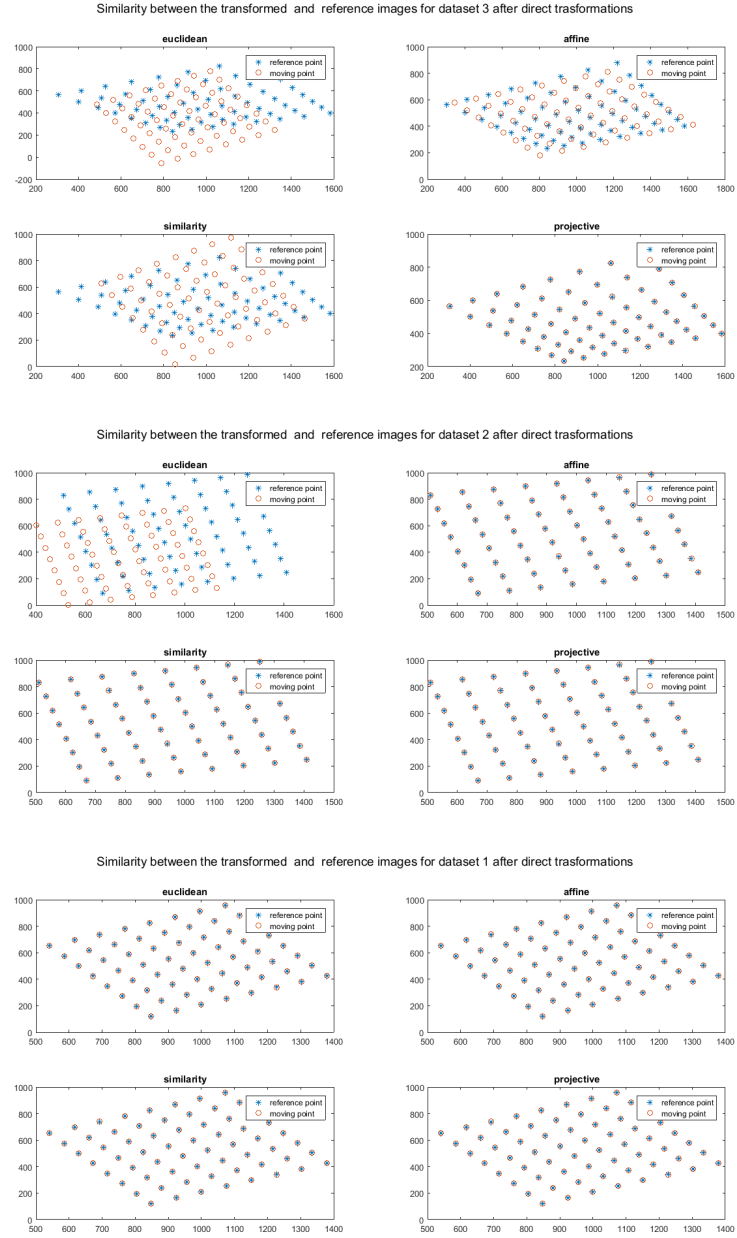 Similarity between the transformed and reference images for dataset 3 after direct trasformations
euclidean
1000
800
600
400
200
0
-200
200 400 600 800 1000 1200 1400 1600
reference point
moving point
affine
1000
800
600
400
200
0
200 400 600 800 1000 1200 1400 1600 1800
reference point
moving point
similarity
1000
800
600
400
200
0
200 400 600 800 1000 1200 1400 1600
reference point
moving point
projective
1000
800
600
400
200
200 400 600 800 1000 1200 1400 1600
reference point
moving point
Similarity between the transformed and reference images for dataset 2 after direct trasformations
euclidean
1000
800
600
400
200
0
400 600 800 1000 1200 1400 1600
reference point
moving point
affine
1000
800
600
400
200
0
500 600 700 800 900 1000 1100 1200 1300 1400 1500
reference point
moving point
similarity
1000
800
600
400
200
0
500 600 700 800 900 1000 1100 1200 1300 1400 1500
reference point
moving point
projective
1000
800
600
400
200
0
500 600 700 800 900 1000 1100 1200 1300 1400 1500
reference point
moving point
Similarity between the transformed and reference images for dataset 1 after direct trasformations
euclidean
1000
800
600
400
200
0
500 600 700 800 900 1000 1100 1200 1300 1400
reference point
moving point
affine
1000
800
600
400
200
0
500 600 700 800 900 1000 1100 1200 1300 1400
reference point
moving point
similarity
1000
800
600
400
200
0
500 600 700 800 900 1000 1100 1200 1300 1400
reference point
moving point
projective
1000
800
600
400
200
0
500 600 700 800 900 1000 1100 1200 1300 1400
reference point
moving point